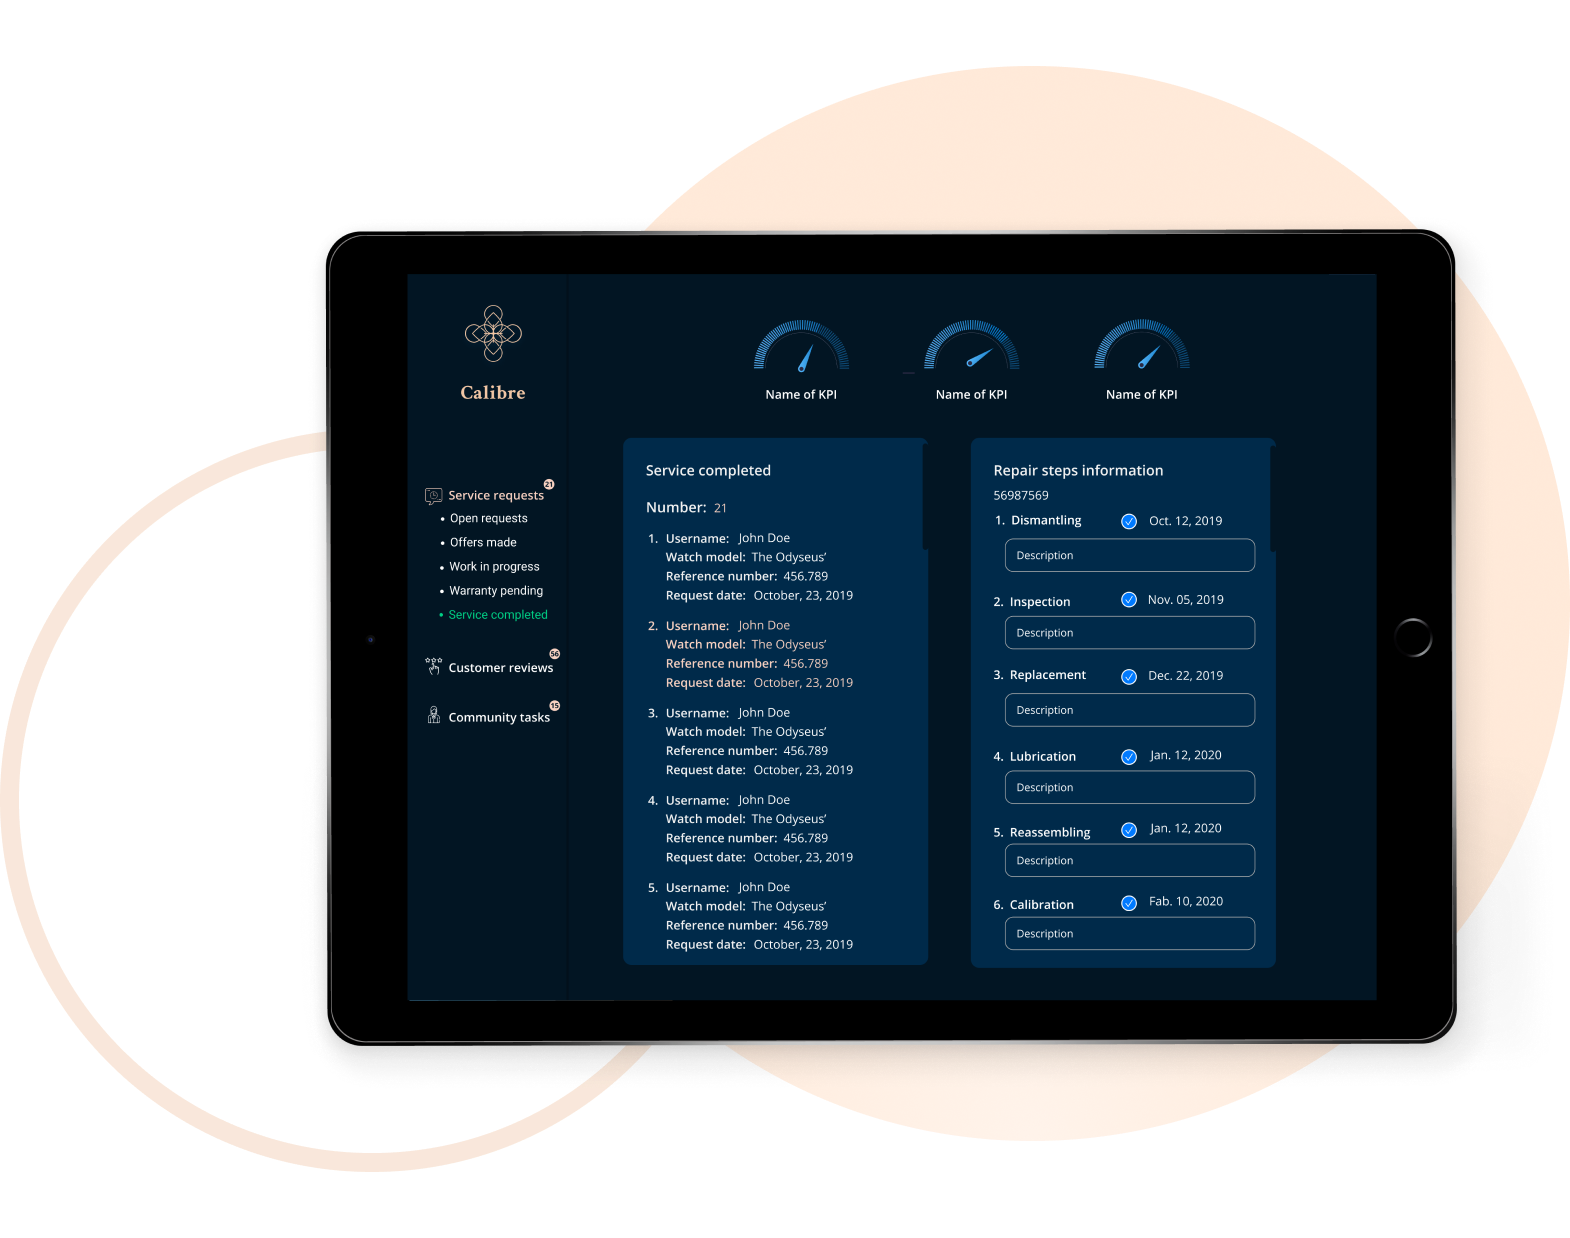 Calibre
Service requests 21
• Open requests
• Offers made
• Work in progress
• Warranty pending
• Service completed
Customer reviews 56
Community tasks 15
Name of KPI
Name of KPI
Name of KPI
Service completed
Number: 21
1. Username: John Doe
Watch model: The Odyseus’
Reference number: 456.789
Request date: October, 23, 2019
2. Username: John Doe
Watch model: The Odyseus’
Reference number: 456.789
Request date: October, 23, 2019
3. Username: John Doe
Watch model: The Odyseus’
Reference number: 456.789
Request date: October, 23, 2019
4. Username: John Doe
Watch model: The Odyseus’
Reference number: 456.789
Request date: October, 23, 2019
5. Username: John Doe
Watch model: The Odyseus’
Reference number: 456.789
Request date: October, 23, 2019
Repair steps information
56987569
1. Dismantling Oct. 12, 2019
Description
2. Inspection Nov. 05, 2019
Description
3. Replacement Dec. 22, 2019
Description
4. Lubrication Jan. 12, 2020
Description
5. Reassembling Jan. 12, 2020
Description
6. Calibration Fab. 10, 2020
Description